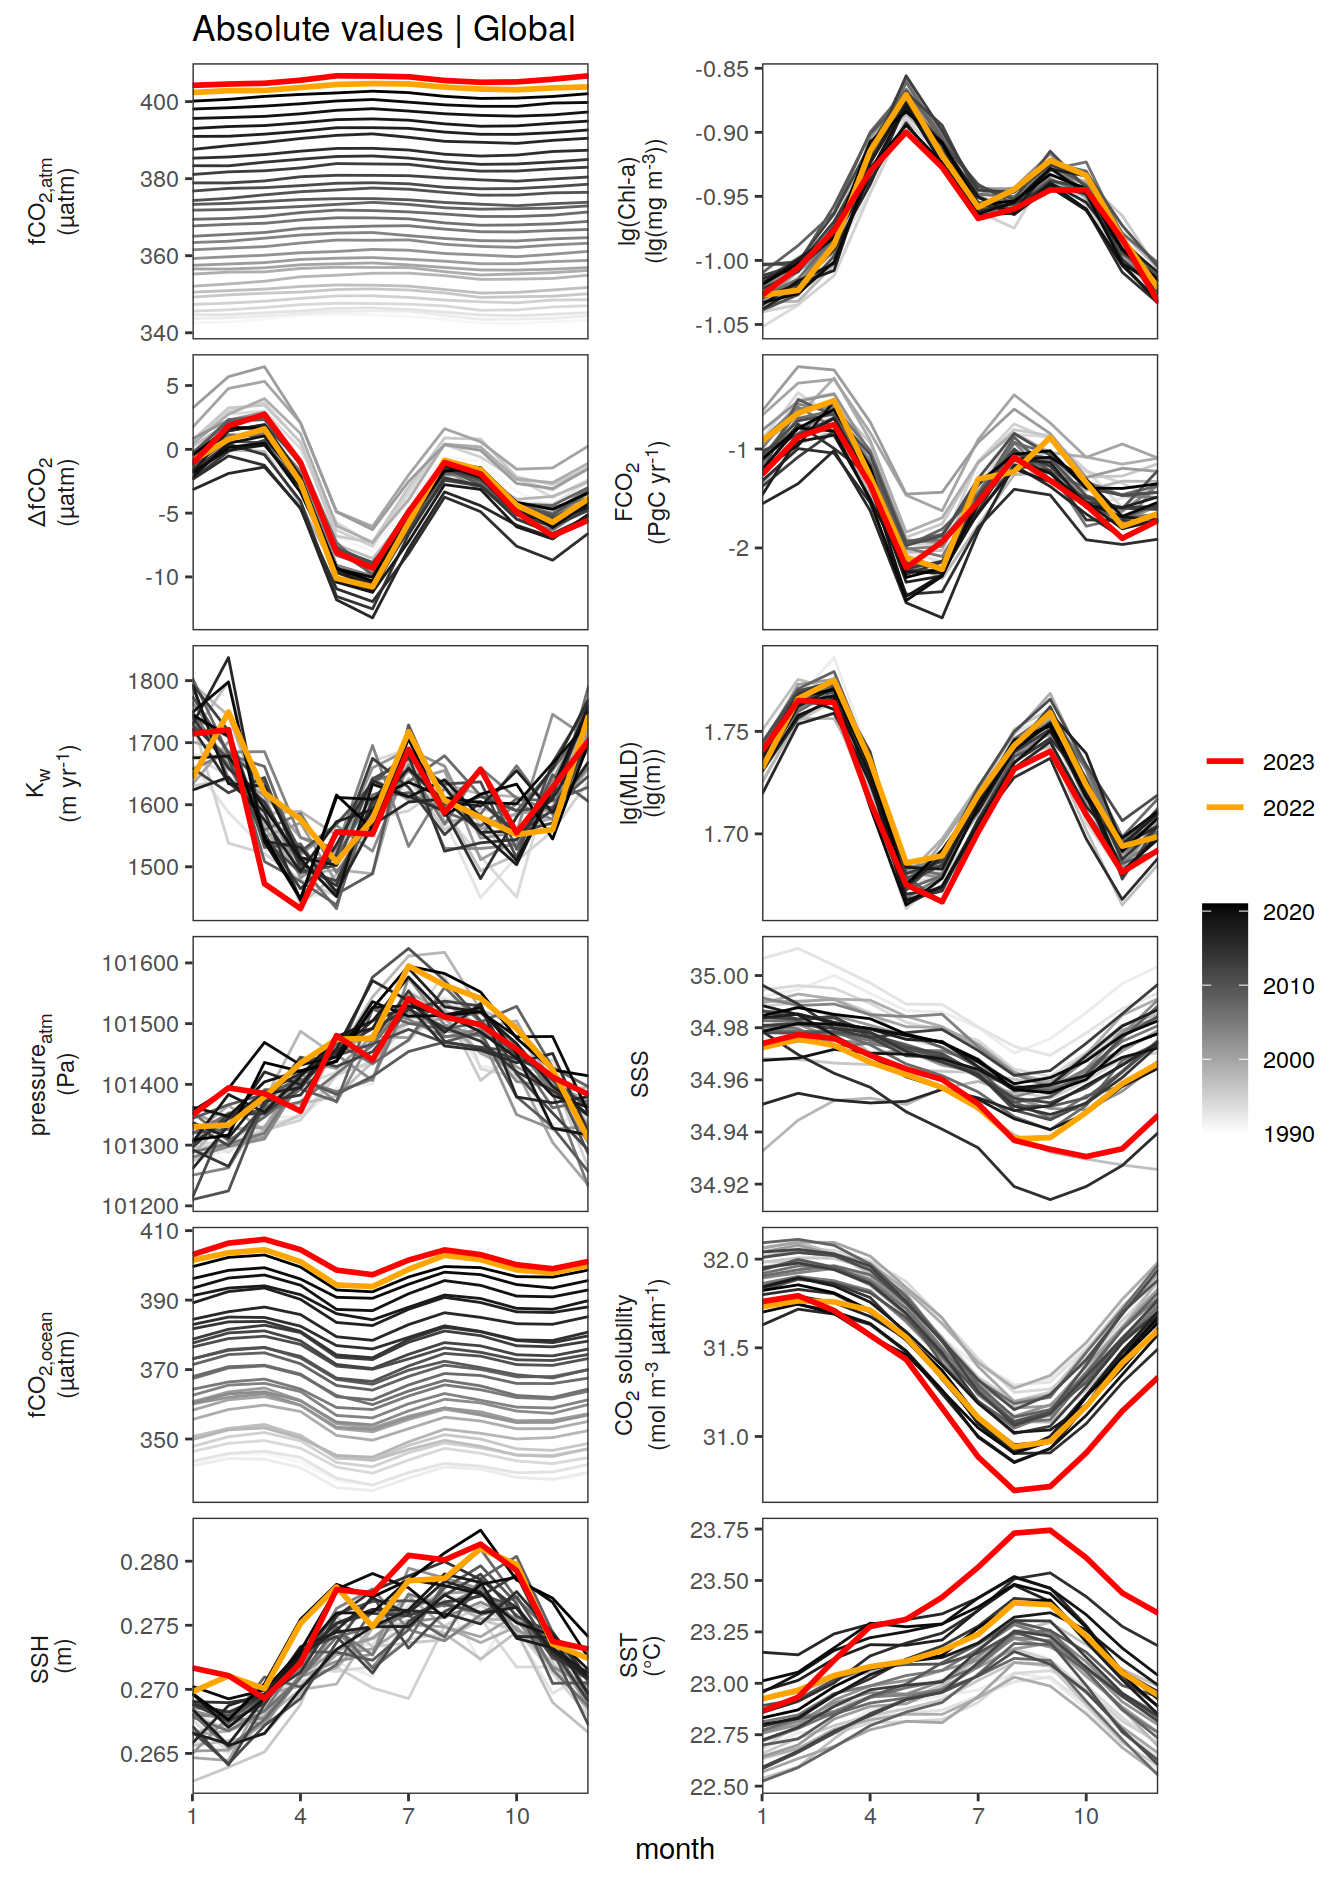 Absolute values | Global
fCO2,atm
(µatm)
400
380
360
340
lg(Chl-a)
(lg(mg m-3))
-0.85
-0.90
-0.95
-1.00
-1.05
ΔfCO2
(µatm)
5
0
-5
-10
FCO2
(PgC yr-1)
-1
-2
Kw
(m yr-1)
1800
1700
1600
1500
lg(MLD)
(lg(m))
1.75
1.70
pressureatm
(Pa)
101600
101500
101400
101300
101200
SSS
35.00
34.98
34.96
34.94
34.92
fCO2,ocean
(µatm)
410
390
370
350
CO2 solubility
(mol m-3 µatm-1)
32.0
31.5
31.0
SSH
(m)
0.280
0.275
0.270
0.265
SST
(°C)
23.75
23.50
23.25
23.00
22.75
22.50
1 4 7 10
1 4 7 10
month
2023
2022
2020
2010
2000
1990